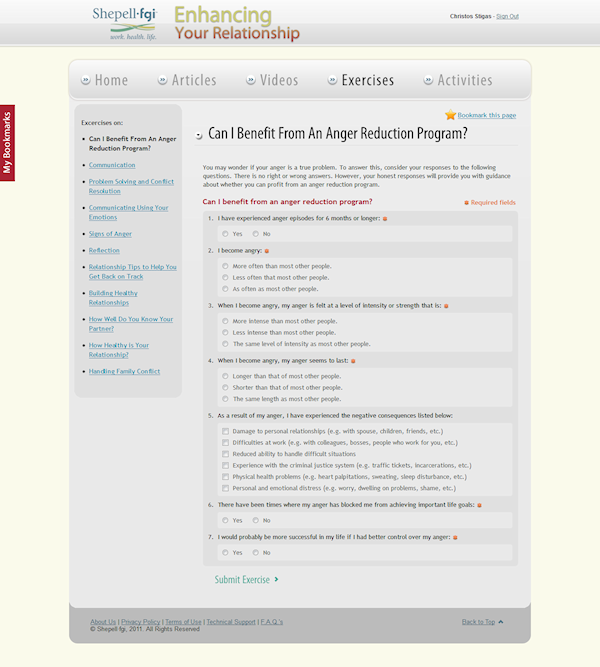 Shepell·fgi
work. health. life.
Enhancing
Your Relationship
Christos Stigas - Sign Out
Home
Articles
Videos
Exercises
Activities
My Bookmarks
Excercises on:
Can I Benefit From An Anger
Reduction Program?
Communication
Problem Solving and Conflict
Resolution
Communicating Using Your
Emotions
Signs of Anger
Reflection
Relationship Tips to Help You
Get Back on Track
Building Healthy
Relationships
How Well Do You Know Your
Partner?
How Healthy is Your
Relationship?
Handling Family Conflict
Bookmark this page
Can I Benefit From An Anger Reduction Program?
You may wonder if your anger is a true problem. To answer this, consider your responses to the following
questions. There is no right or wrong answers. However, your honest responses will provide you with guidance
about whether you can profit from an anger reduction program.
Can I benefit from an anger reduction program?
Required fields
1. I have experienced anger episodes for 6 months or longer:
Yes No
2. I become angry:
More often than most other people.
Less often that most other people.
As often as most other people.
3. When I become angry, my anger is felt at a level of intensity or strength that is:
More intense than most other people.
Less intense than most other people.
The same level of intensity as most other people.
4. When I become angry, my anger seems to last:
Longer than that of most other people.
Shorter than that of most other people.
The same length as most other people.
5. As a result of my anger, I have experienced the negative consequences listed below:
Damage to personal relationships (e.g. with spouse, children, friends, etc.)
Difficulties at work (e.g. with colleagues, bosses, people who work for you, etc.)
Reduced ability to handle difficult situations
Experience with the criminal justice system (e.g. traffic tickets, incarcerations, etc.)
Physical health problems (e.g. heart palpitations, sweating, sleep disturbance, etc.)
Personal and emotional distress (e.g. worry, dwelling on problems, shame, etc.)
6. There have been times where my anger has blocked me from achieving important life goals:
Yes No
7. I would probably be more successful in my life if I had better control over my anger:
Yes No
Submit Exercise
About Us | Privacy Policy | Terms of Use | Technical Support | F.A.Q.'s
Back to Top
© Shepell·fgi, 2011. All Rights Reserved